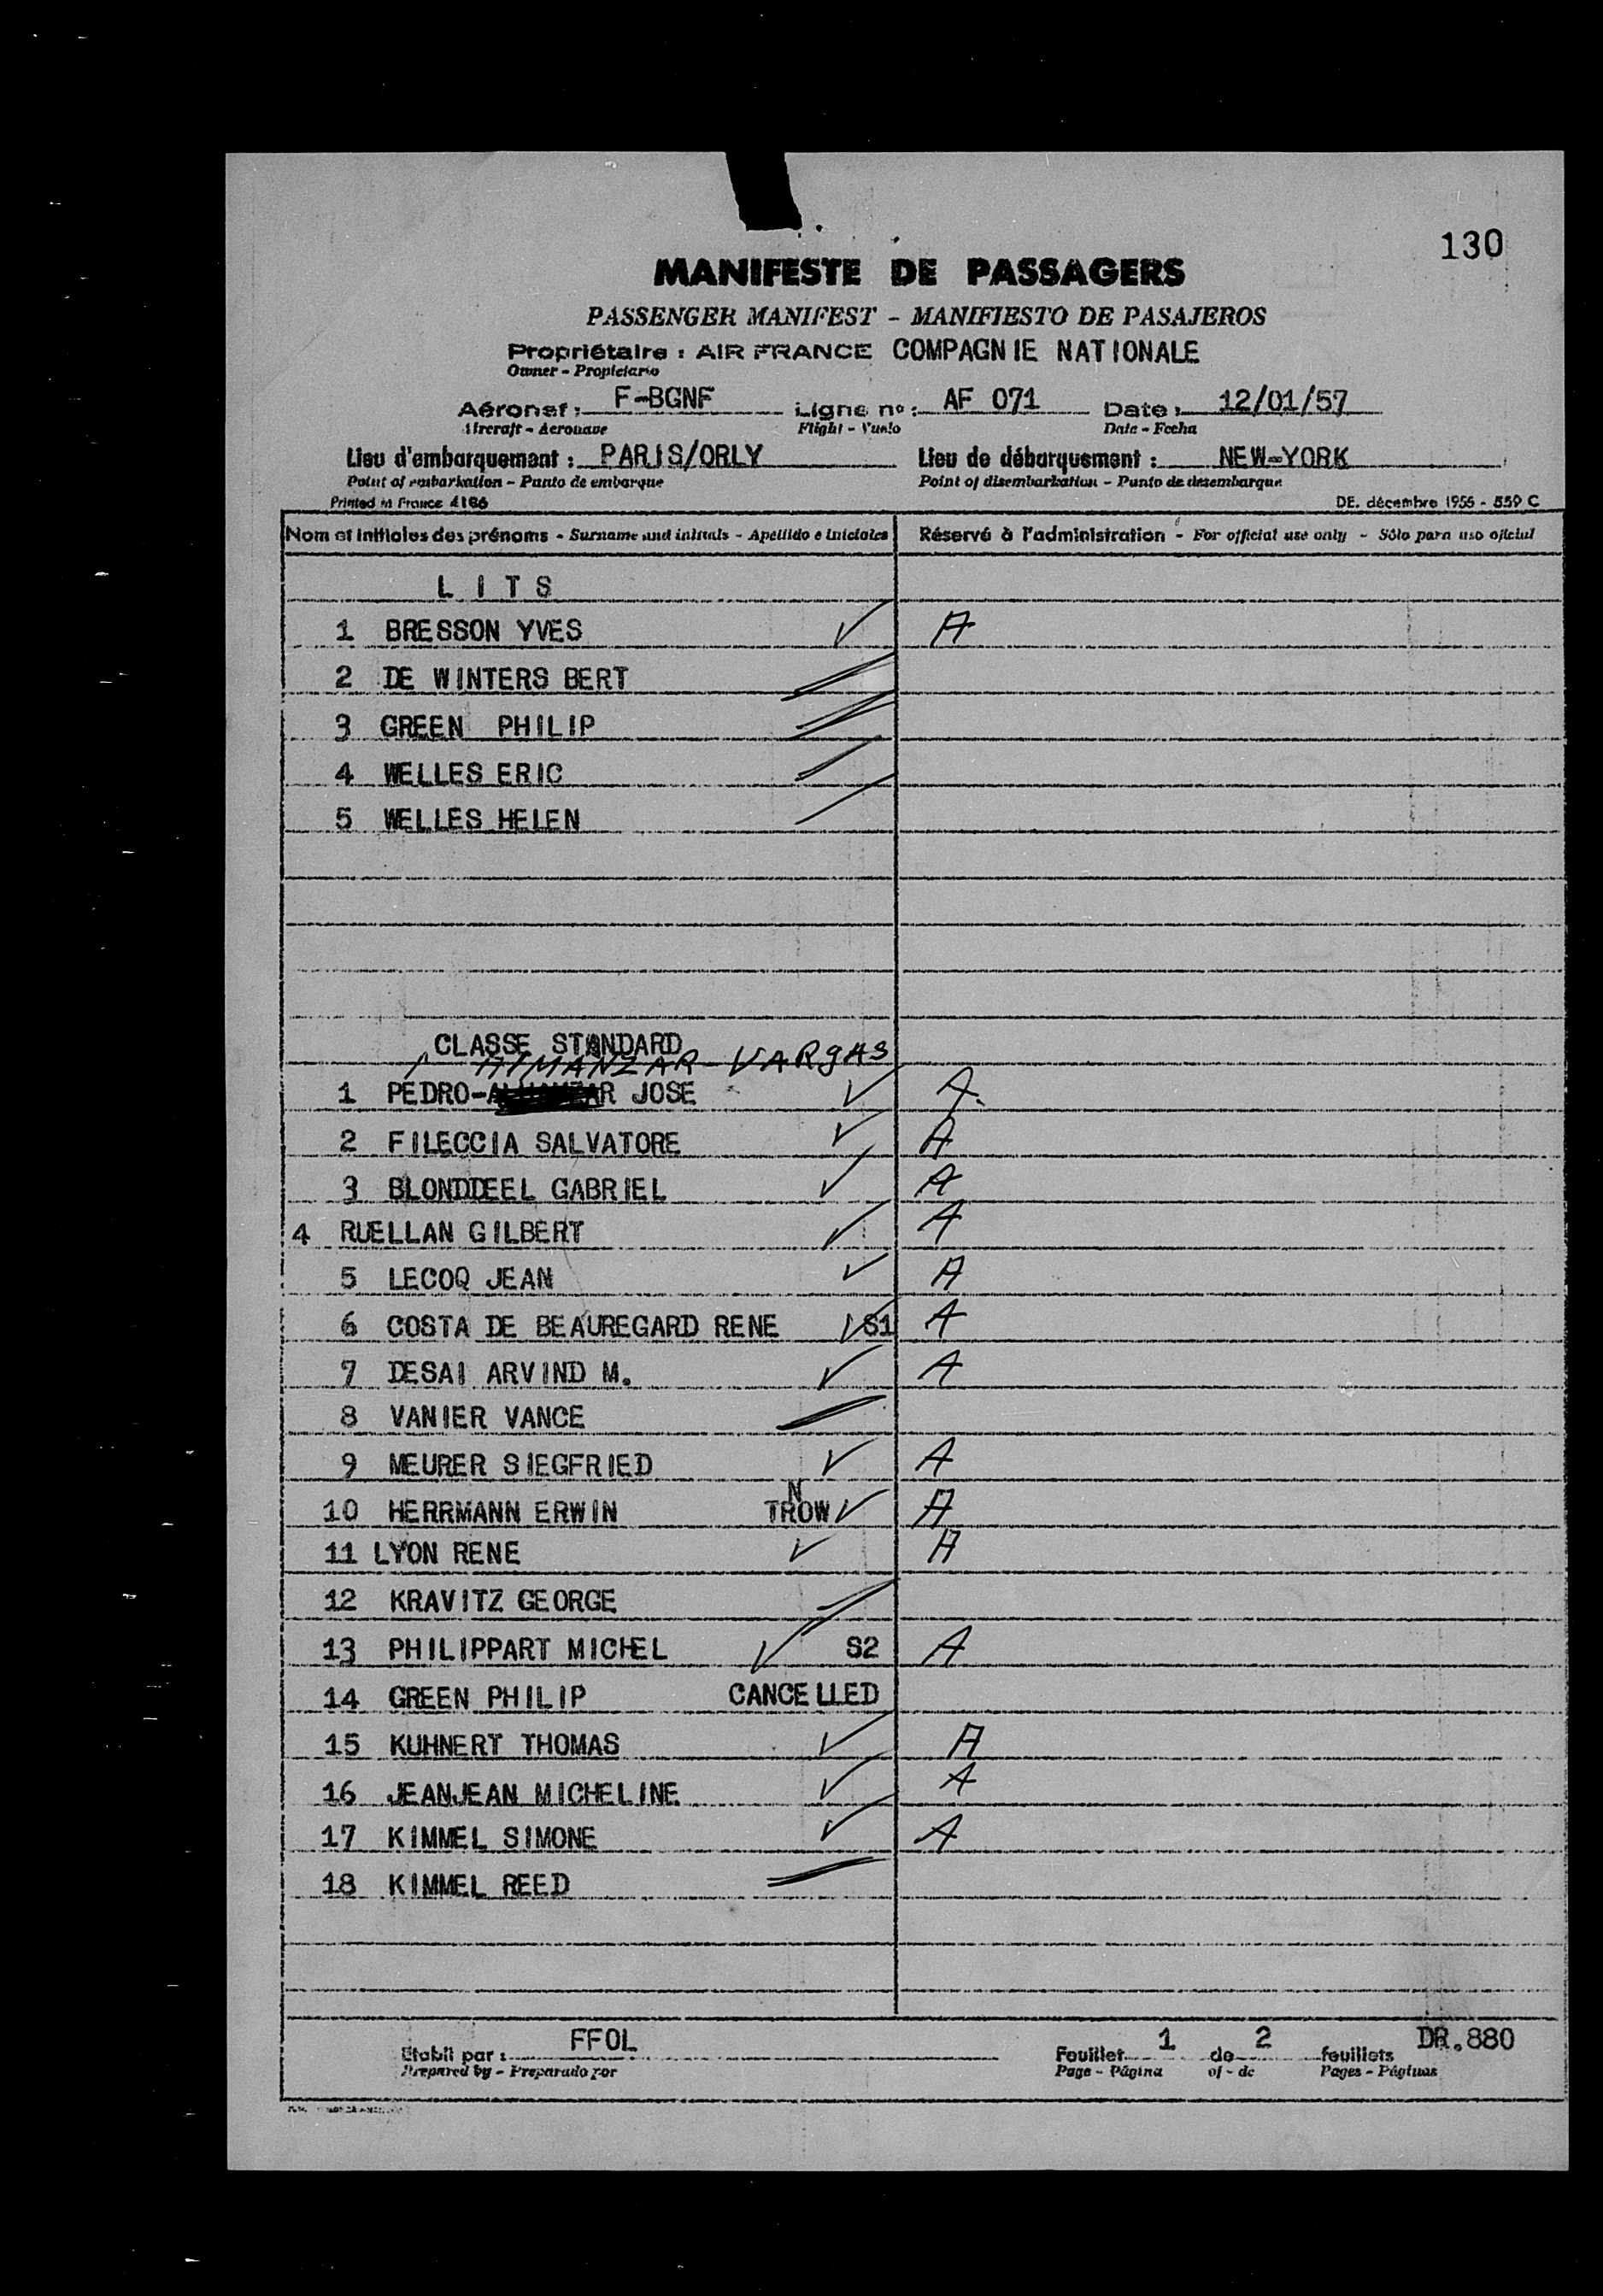 130
MANIFESTE DE PASSAGERS
PASSENGER MANIFEST - MANIFIESTO DE PASAJEROS
Propriétaire : AIR FRANCE COMPAGNIE NATIONALE
Owner - Propietario
Aéronef : F-BGNF Ligne n° : AF 071 Date : 12/01/57
Aircraft - Aeronave Flight - Vuelo Date - Fecha
Lieu d'embarquement : PARIS/ORLY Lieu de débarquement : NEW-YORK
Point of embarkation - Punto de embarque Point of disembarkation - Punto de desembarque
Printed in France 4186 DE. décembre 1955 - 559 C
Nom et initiales des prénoms - Surname and initials - Apellido e iniciales Réservé à l'administration - For official use only - Sólo para uso oficial
L I T S
1 BRESSON YVES ✓ A
2 DE WINTERS BERT
3 GREEN PHILIP
4 WELLES ERIC
5 WELLES HELEN
CLASSE STANDARD
VARGAS
1 PEDRO- JOSE ✓ A.
2 FILECCIA SALVATORE ✓ A
3 BLONDDEEL GABRIEL ✓ A
4 RUELLAN GILBERT ✓ A
5 LECOQ JEAN ✓ A
6 COSTA DE BEAUREGARD RENE ✓ S1 A
7 DESAI ARVIND M. ✓ A
8 VANIER VANCE
9 MEURER SIEGFRIED ✓ A
N
10 HERRMANN ERWIN TROW ✓ A
11 LYON RENE ✓ A
12 KRAVITZ GEORGE
13 PHILIPPART MICHEL ✓ S2 A
14 GREEN PHILIP CANCELLED
15 KUHNERT THOMAS ✓ A
16 JEANJEAN MICHELINE ✓ A
17 KIMMEL SIMONE ✓ A
18 KIMMEL REED
Etabli par : FFOL Feuillet 1 de 2 feuillets DR.880
Prepared by - Preparado por Page - Página of - de Pages - Páginas